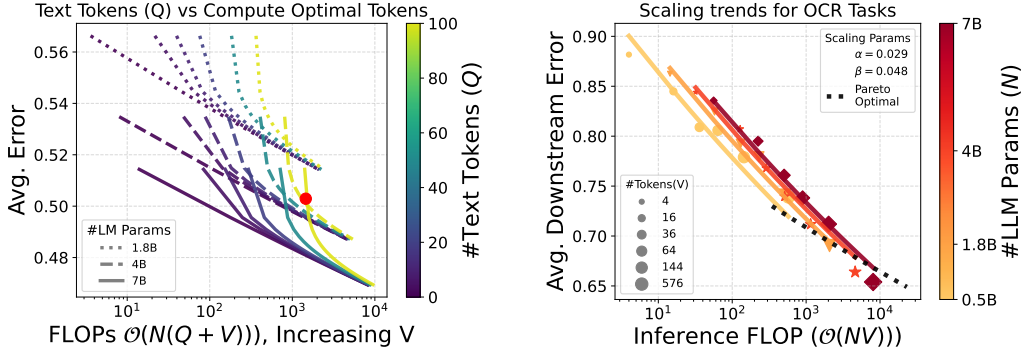 Text Tokens (Q) vs Compute Optimal Tokens
Avg. Error
0.56
0.54
0.52
0.50
0.48
#LM Params
1.8B
4B
7B
10¹ 10² 10³ 10⁴
FLOPs 𝒪(N(Q + V))), Increasing V
100
80
60
40
20
0
#Text Tokens (Q)
Scaling trends for OCR Tasks
Avg. Downstream Error
0.90
0.85
0.80
0.75
0.70
0.65
Scaling Params
α = 0.029
β = 0.048
Pareto
Optimal
#Tokens(V)
4
16
36
64
144
576
10¹ 10² 10³ 10⁴
Inference FLOP (𝒪(NV)))
7B
4B
1.8B
0.5B
#LLM Params (N)